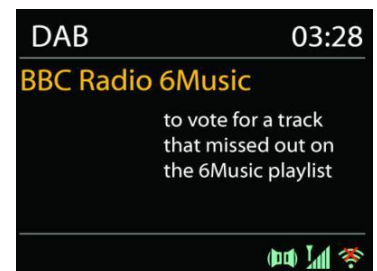 DAB 03:28
BBC Radio 6Music
to vote for a track
that missed out on
the 6Music playlist